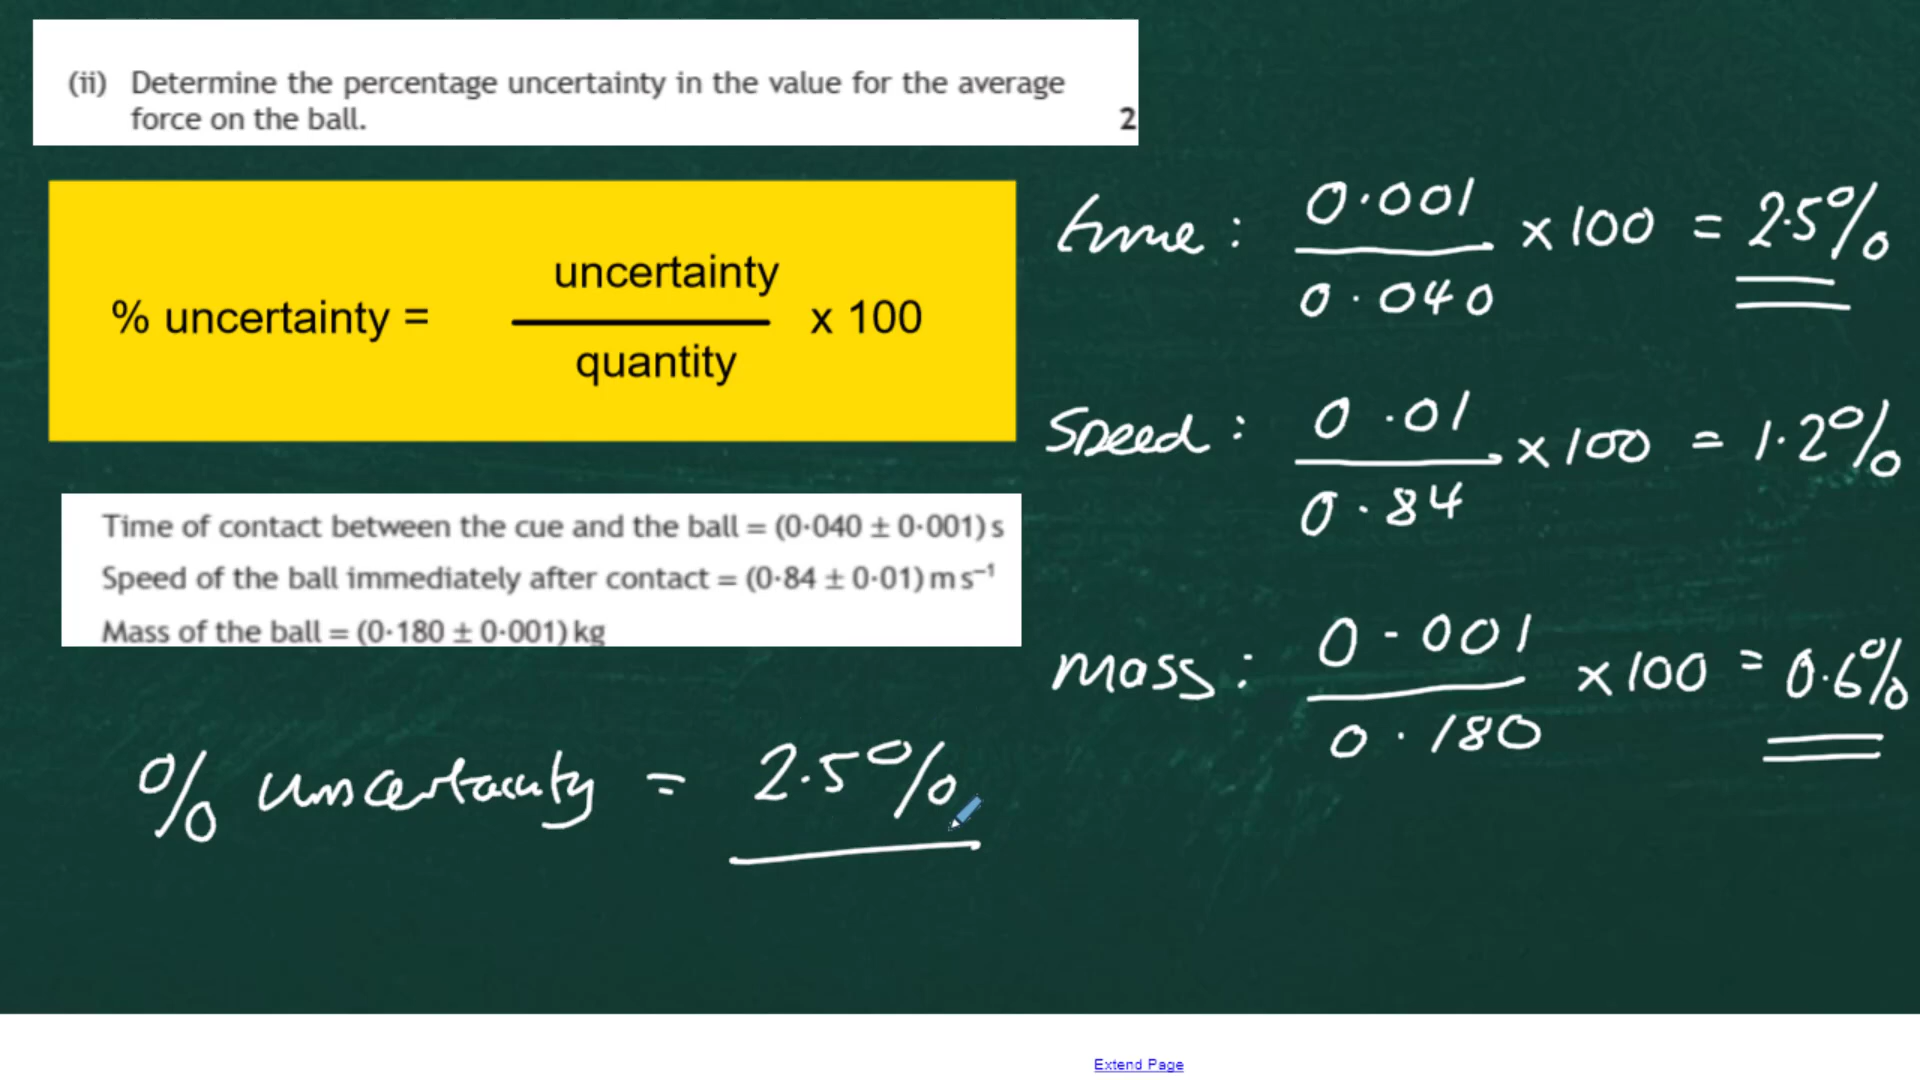 (ii) Determine the percentage uncertainty in the value for the average
force on the ball. 2
% uncertainty = uncertainty / quantity x 100
Time of contact between the cue and the ball = (0·040 ± 0·001) s
Speed of the ball immediately after contact = (0·84 ± 0·01) m s⁻¹
Mass of the ball = (0·180 ± 0·001) kg
% uncertainty = 2.5%
time : 0.001 / 0.040 x 100 = 2.5%
Speed : 0.01 / 0.84 x 100 = 1.2%
mass : 0.001 / 0.180 x 100 = 0.6%
Extend Page